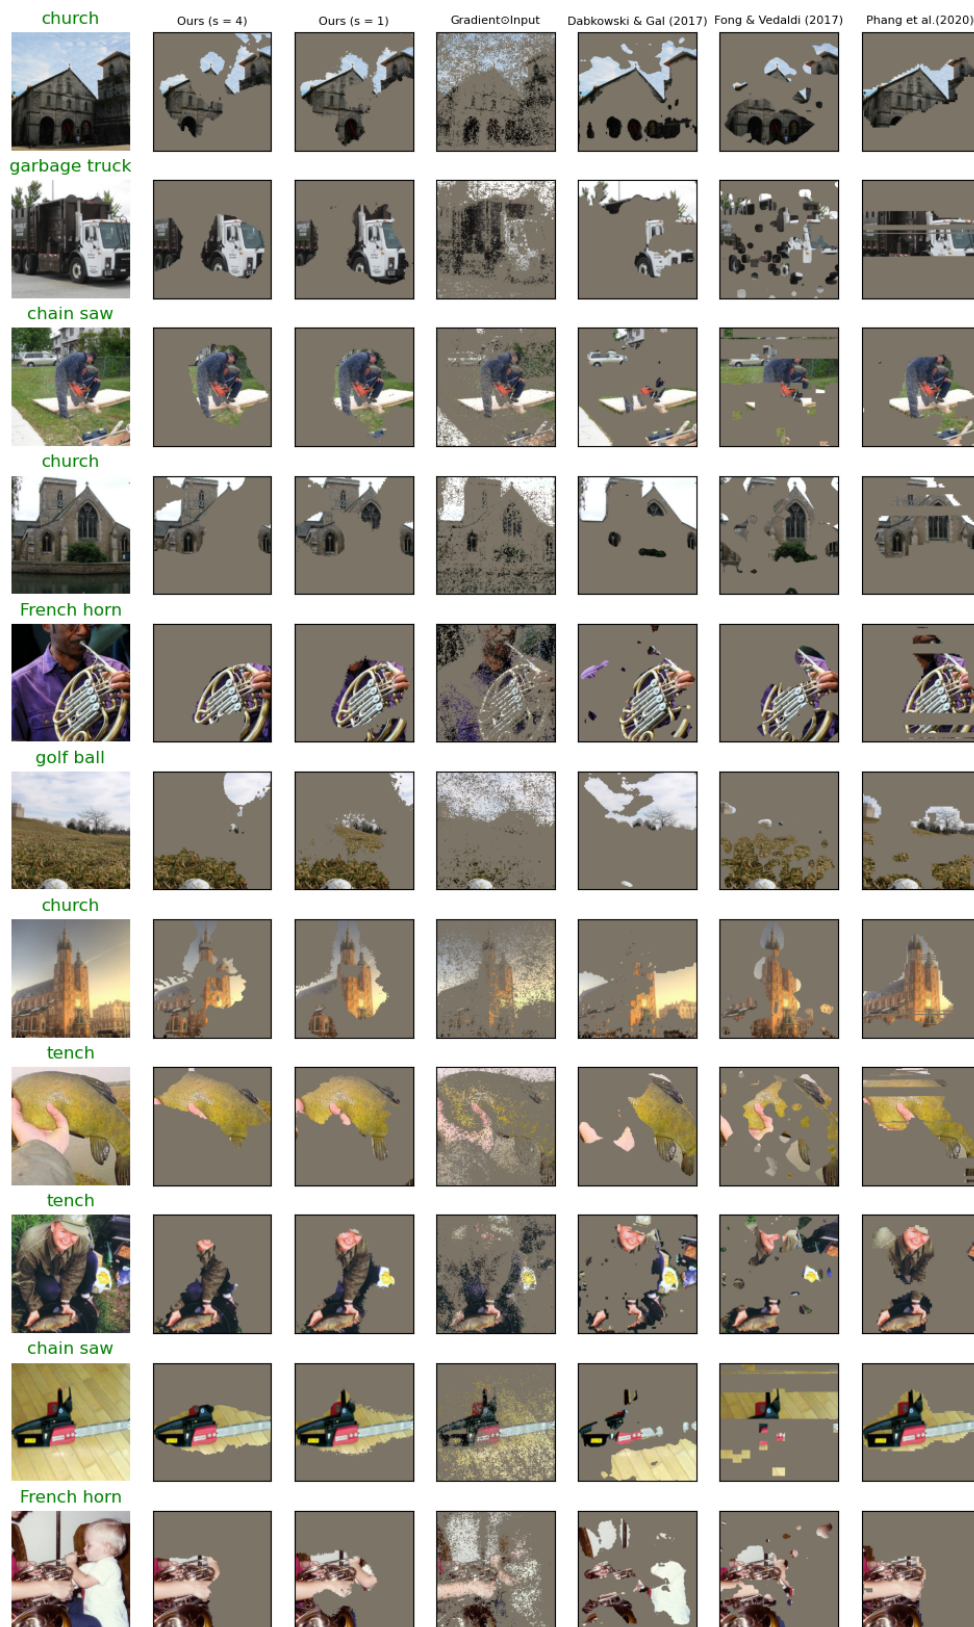 church
Ours (s = 4)
Ours (s = 1)
Gradient⊙Input
Dabkowski & Gal (2017)
Fong & Vedaldi (2017)
Phang et al.(2020)
garbage truck
chain saw
church
French horn
golf ball
church
tench
tench
chain saw
French horn